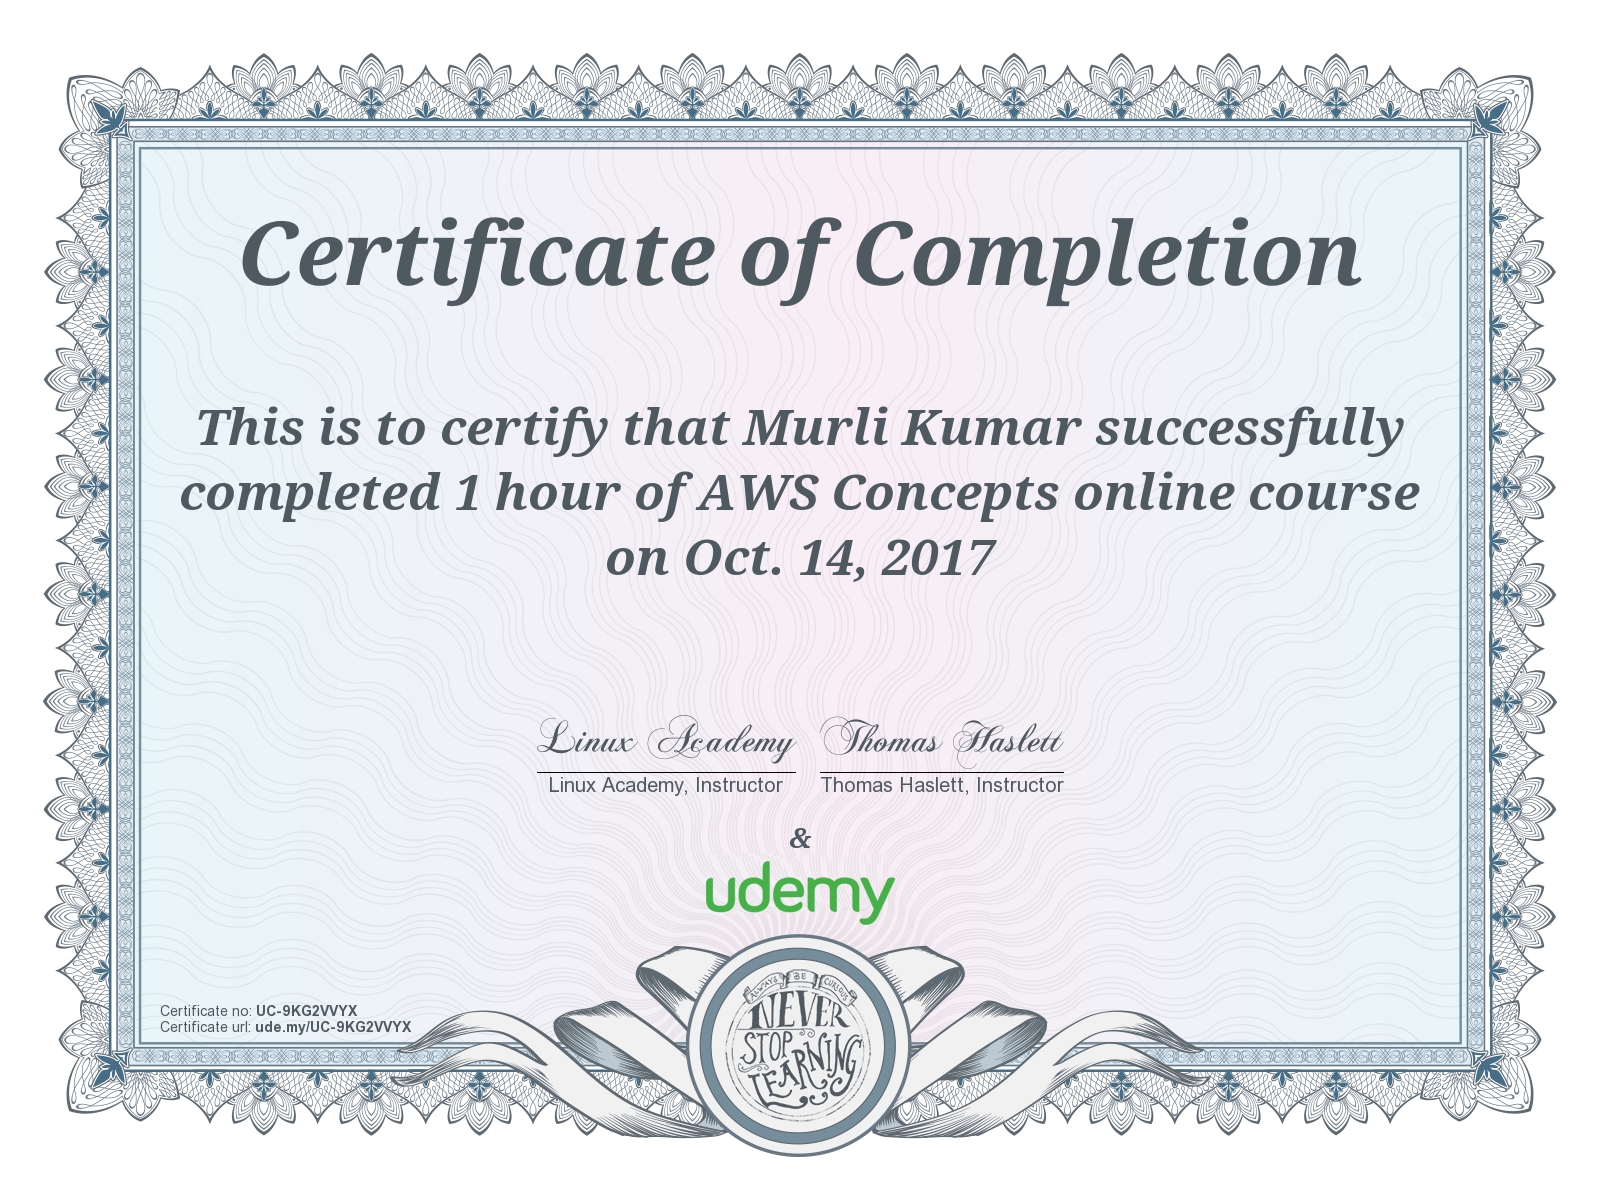 Certificate of Completion
This is to certify that Murli Kumar successfully
completed 1 hour of AWS Concepts online course
on Oct. 14, 2017
Linux Academy Thomas Haslett
Linux Academy, Instructor Thomas Haslett, Instructor
&
udemy
Certificate no: UC-9KG2VVYX
Certificate url: ude.my/UC-9KG2VVYX
ALWAYS BE CURIOUS
NEVER
STOP
LEARNING